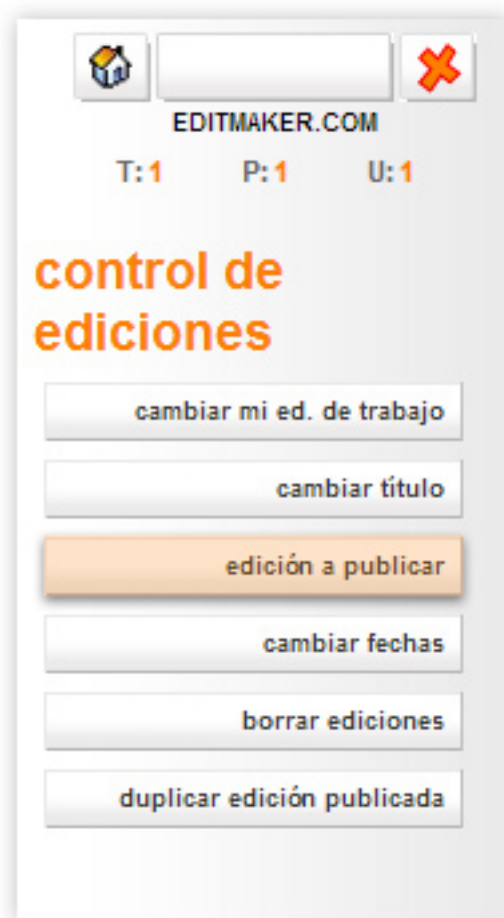 EDITMAKER.COM
T: 1 P: 1 U: 1
control de
ediciones
cambiar mi ed. de trabajo
cambiar título
edición a publicar
cambiar fechas
borrar ediciones
duplicar edición publicada